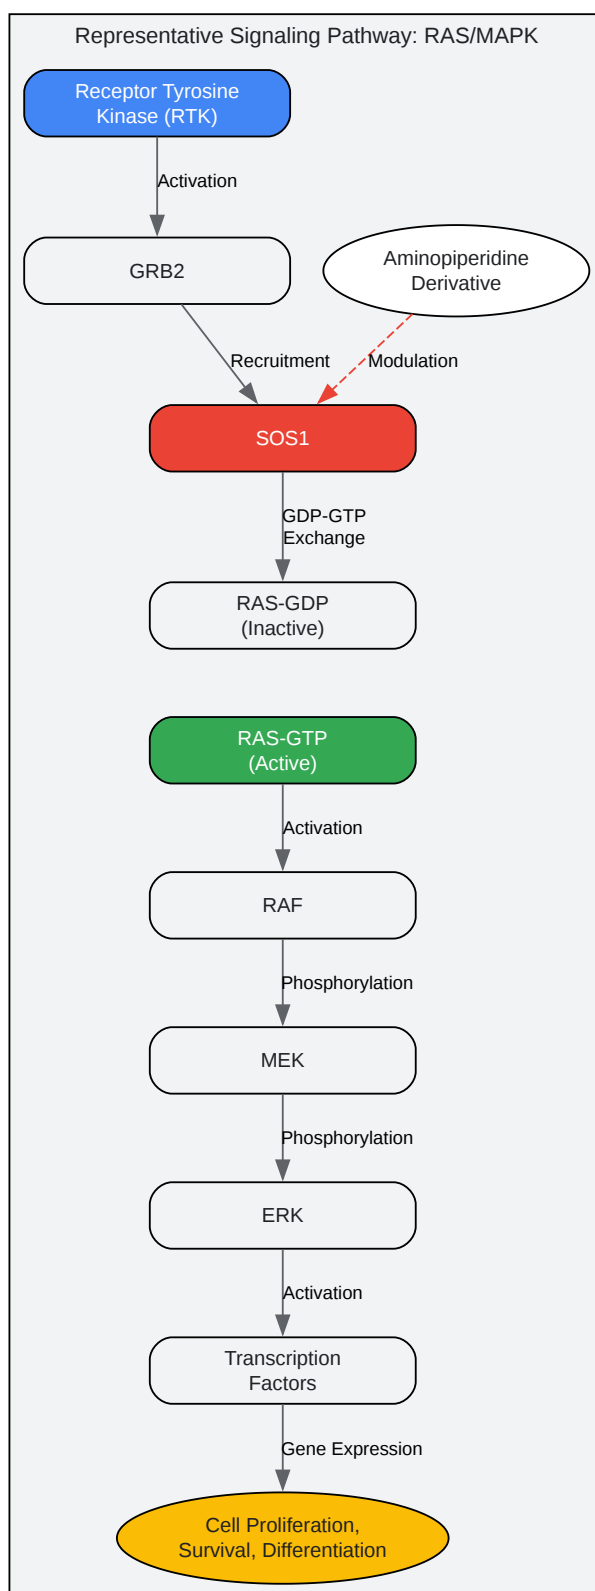 Representative Signaling Pathway: RAS/MAPK
Receptor Tyrosine
Kinase (RTK)
Activation
GRB2
Aminopiperidine
Derivative
Recruitment
Modulation
SOS1
GDP-GTP
Exchange
RAS-GDP
(Inactive)
RAS-GTP
(Active)
Activation
RAF
Phosphorylation
MEK
Phosphorylation
ERK
Activation
Transcription
Factors
Gene Expression
Cell Proliferation,
Survival, Differentiation